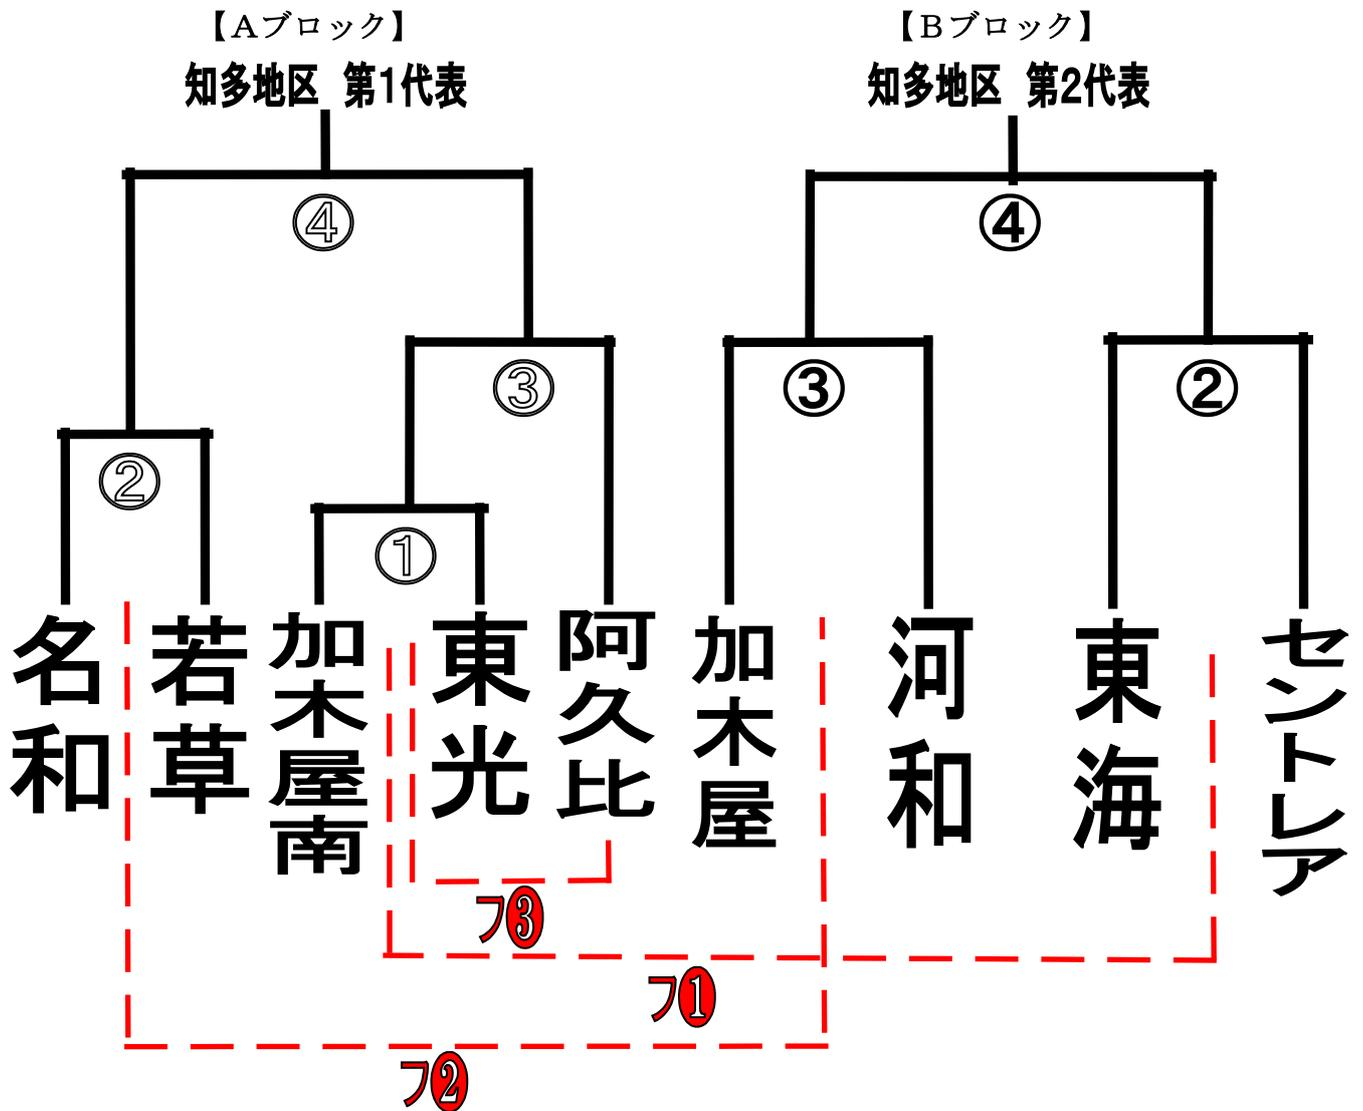 【Aブロック】
知多地区 第1代表
④
③
②
①
名和
若草
加木屋南
東光
阿久比
【Bブロック】
知多地区 第2代表
④
③
②
加木屋
河和
東海
セントレア
フ❸
フ❶
フ❷